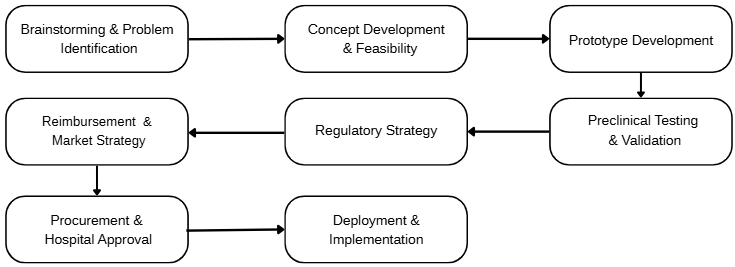 Brainstorming & Problem
Identification
Concept Development
& Feasibility
Prototype Development
Preclinical Testing
& Validation
Regulatory Strategy
Reimbursement &
Market Strategy
Procurement &
Hospital Approval
Deployment &
Implementation